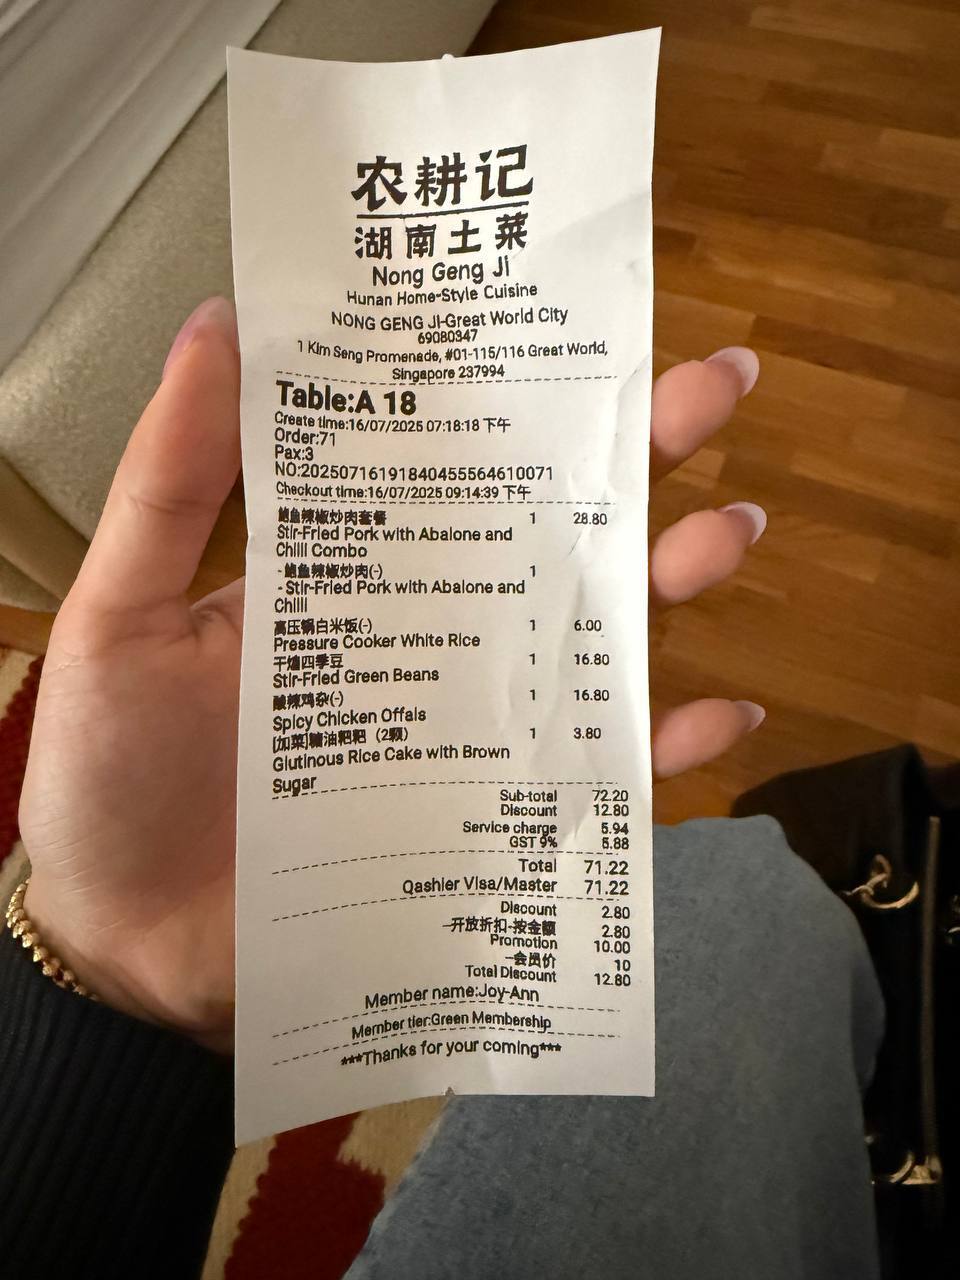 农耕记
湖南土菜
Nong Geng Ji
Hunan Home-Style Cuisine
NONG GENG JI-Great World City
69080347
1 Kim Seng Promenade, #01-115/116 Great World,
Singapore 237994
Table:A 18
Create time:16/07/2025 07:18:18 下午
Order:71
Pax:3
NO:20250716191840455564610071
Checkout time:16/07/2025 09:14:39 下午
鲍鱼辣椒炒肉套餐 1 28.80
Stir-Fried Pork with Abalone and
Chilli Combo
-鲍鱼辣椒炒肉(-) 1
- Stir-Fried Pork with Abalone and
Chilli
高压锅白米饭(-) 1 6.00
Pressure Cooker White Rice
干煸四季豆 1 16.80
Stir-Fried Green Beans
酸辣鸡杂(-) 1 16.80
Spicy Chicken Offals
[加菜]糖油粑粑（2颗） 1 3.80
Glutinous Rice Cake with Brown
Sugar
Sub-total 72.20
Discount 12.80
Service charge 5.94
GST 9% 5.88
Total 71.22
Qashier Visa/Master 71.22
Discount 2.80
–开放折扣-按金额 2.80
Promotion 10.00
–会员价 10
Total Discount 12.80
Member name:Joy-Ann
Member tier:Green Membership
***Thanks for your coming***